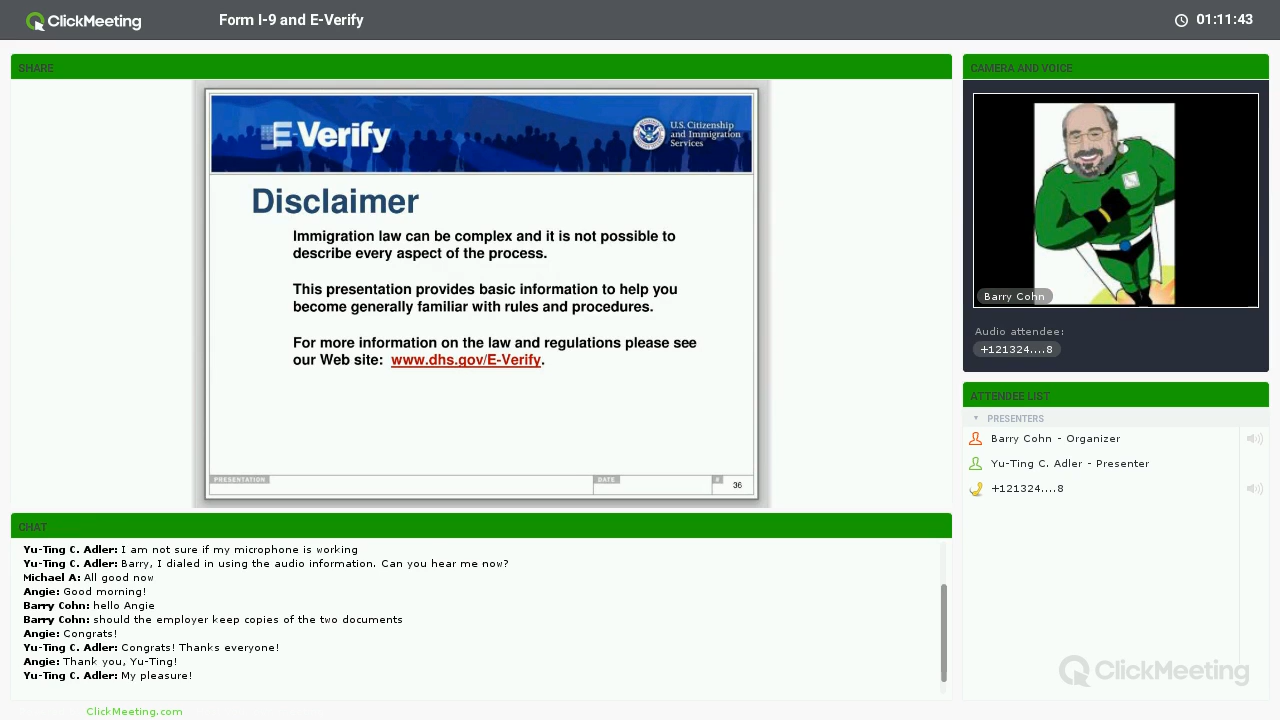 ClickMeeting
Form I-9 and E-Verify
01:11:43
SHARE
E-Verify
U.S. Citizenship
and Immigration
Services
Disclaimer
Immigration law can be complex and it is not possible to
describe every aspect of the process.
This presentation provides basic information to help you
become generally familiar with rules and procedures.
For more information on the law and regulations please see
our Web site: www.dhs.gov/E-Verify.
PRESENTATION
DATE
#
36
CHAT
Yu-Ting C. Adler: I am not sure if my microphone is working
Yu-Ting C. Adler: Barry, I dialed in using the audio information. Can you hear me now?
Michael A: All good now
Angie: Good morning!
Barry Cohn: hello Angie
Barry Cohn: should the employer keep copies of the two documents
Angie: Congrats!
Yu-Ting C. Adler: Congrats! Thanks everyone!
Angie: Thank you, Yu-Ting!
Yu-Ting C. Adler: My pleasure!
ClickMeeting.com
CAMERA AND VOICE
Barry Cohn
Audio attendee:
+121324....8
ATTENDEE LIST
PRESENTERS
Barry Cohn - Organizer
Yu-Ting C. Adler - Presenter
+121324....8
ClickMeeting